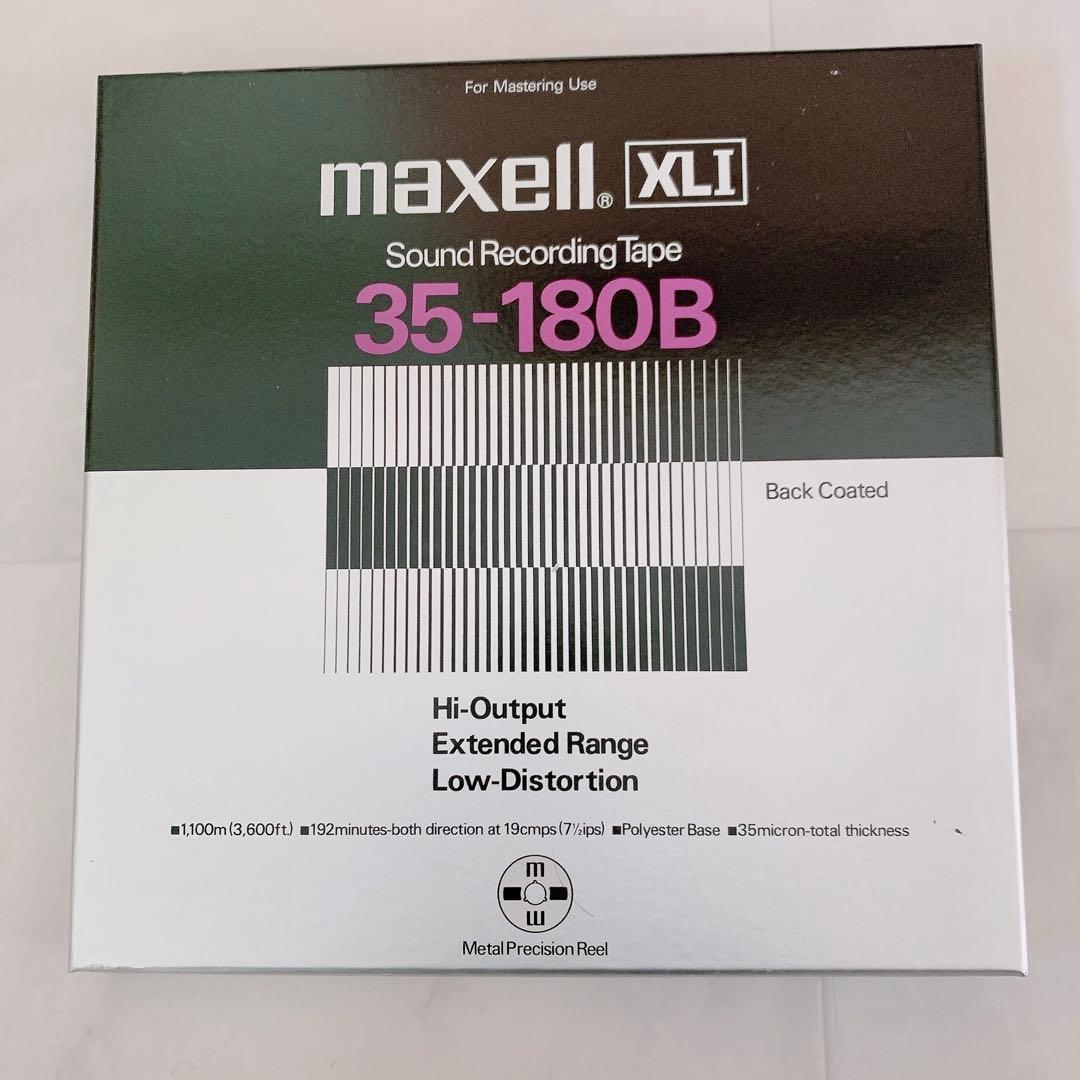 For Mastering Use
maxell® XLI
Sound Recording Tape
35-180B
Back Coated
Hi-Output
Extended Range
Low-Distortion
■1,100m (3,600ft.) ■192minutes-both direction at 19cmps (7½ips) ■Polyester Base ■35micron-total thickness
m
m
Metal Precision Reel